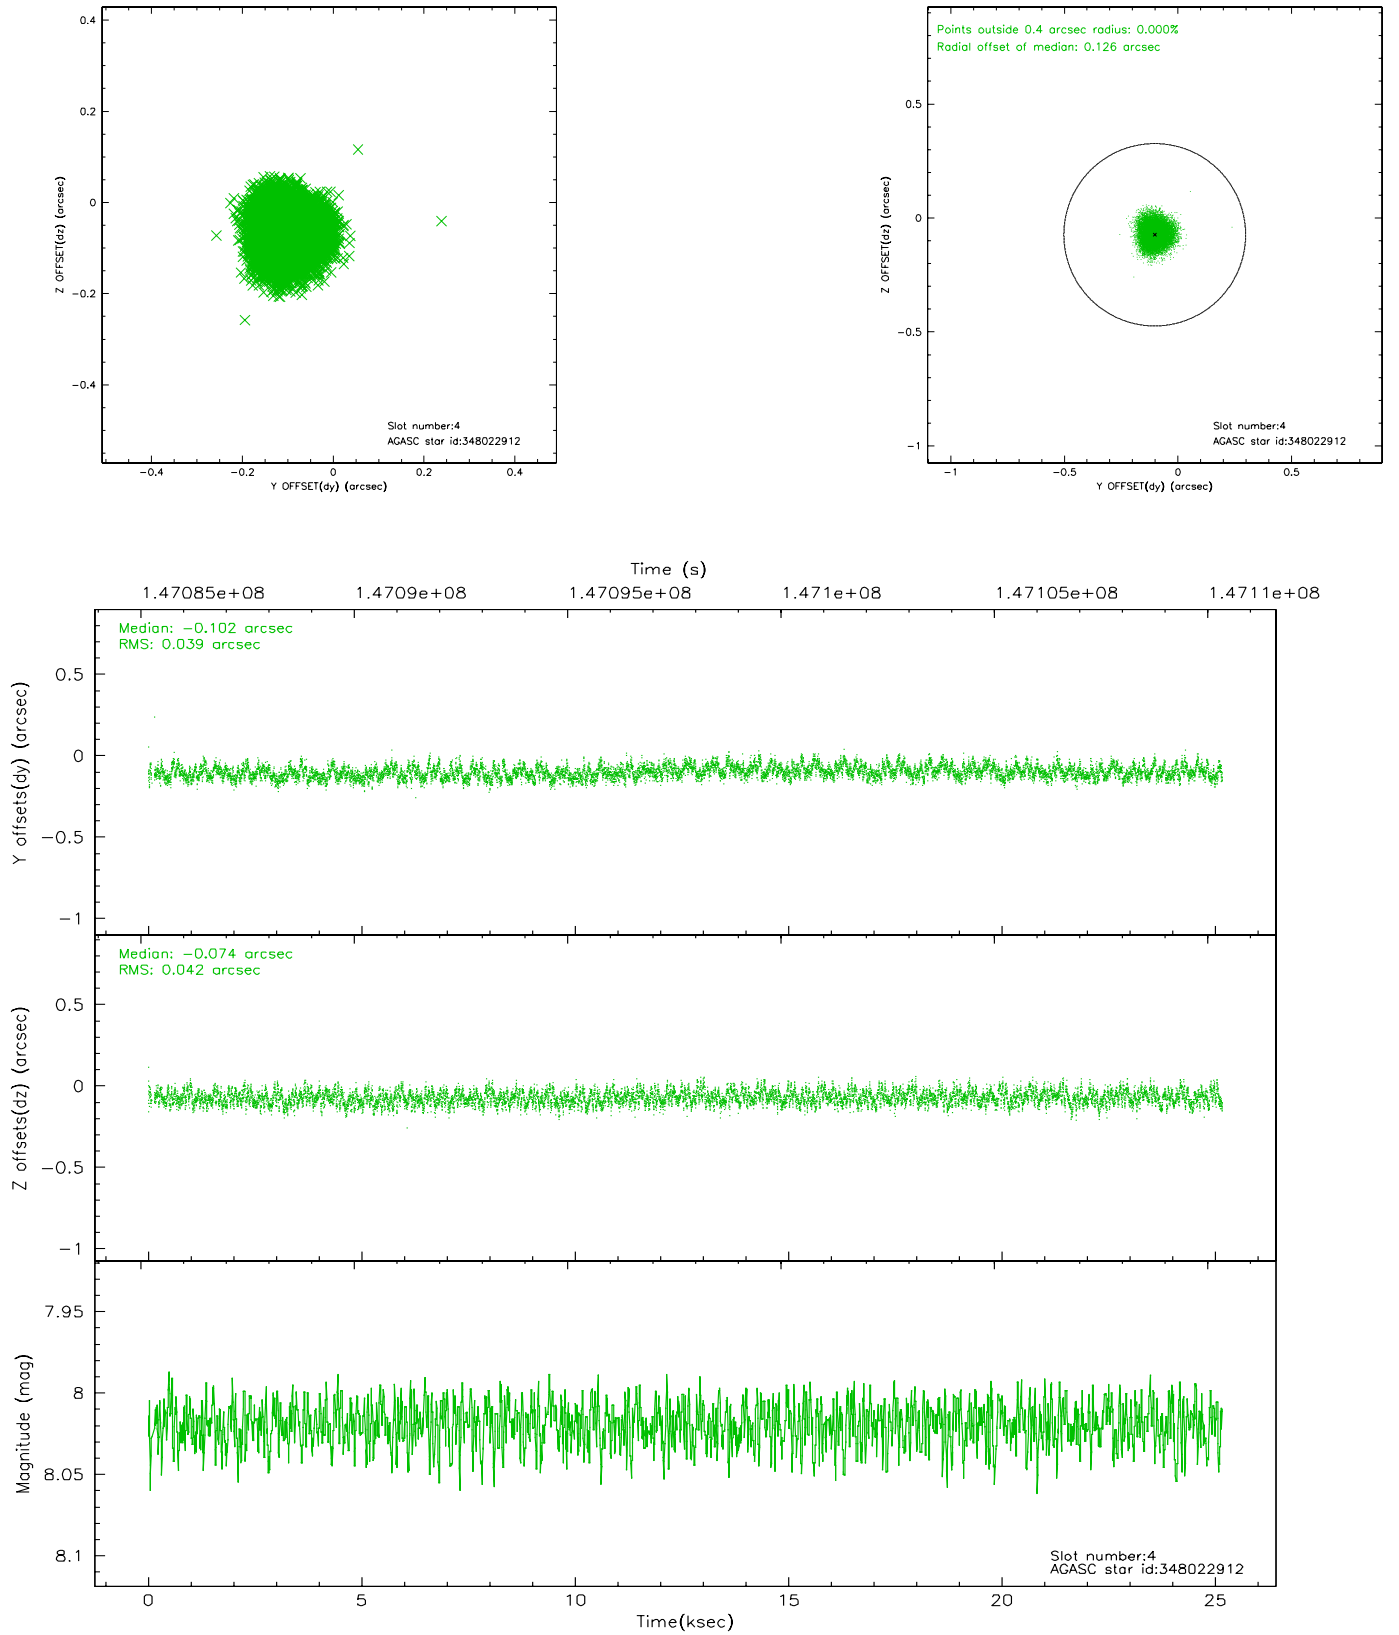 0.4
0.2
0
-0.2
-0.4
Z OFFSET(dz) (arcsec)
Slot number:4
AGASC star id:348022912
-0.4 -0.2 0 0.2 0.4
Y OFFSET(dy) (arcsec)
Points outside 0.4 arcsec radius: 0.000%
Radial offset of median: 0.126 arcsec
0.5
0
-0.5
-1
Z OFFSET(dz) (arcsec)
Slot number:4
AGASC star id:348022912
-1 -0.5 0 0.5
Y OFFSET(dy) (arcsec)
Time (s)
1.47085e+08 1.4709e+08 1.47095e+08 1.471e+08 1.47105e+08 1.4711e+08
Median: -0.102 arcsec
RMS: 0.039 arcsec
0.5
0
-0.5
-1
Y offsets(dy) (arcsec)
Median: -0.074 arcsec
RMS: 0.042 arcsec
0.5
0
-0.5
-1
Z offsets(dz) (arcsec)
7.95
8
8.05
8.1
Magnitude (mag)
Slot number:4
AGASC star id:348022912
0 5 10 15 20 25
Time(ksec)